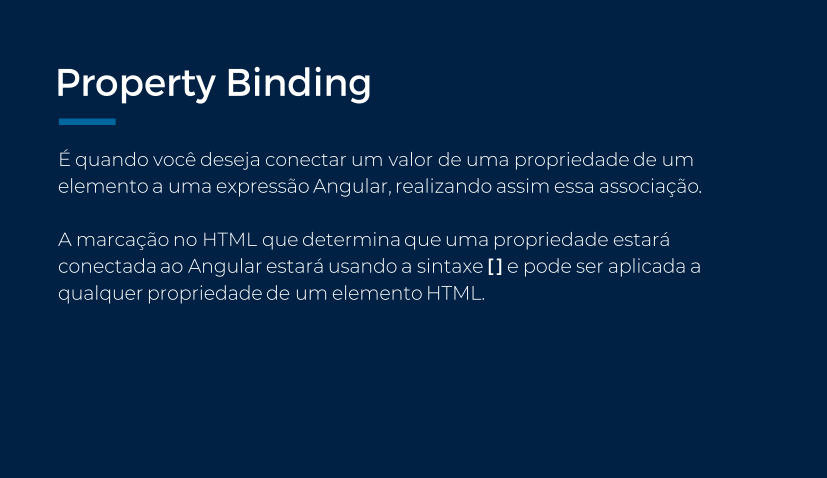 Property Binding
É quando você deseja conectar um valor de uma propriedade de um
elemento a uma expressão Angular, realizando assim essa associação.
A marcação no HTML que determina que uma propriedade estará
conectada ao Angular estará usando a sintaxe [ ] e pode ser aplicada a
qualquer propriedade de um elemento HTML.